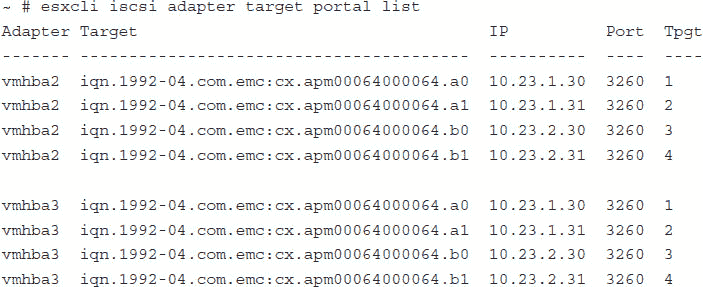 ~ # esxcli iscsi adapter target portal list
Adapter Target                                  IP         Port Tpgt
------- --------------------------------------- ---------- ---- ----
vmhba2  iqn.1992-04.com.emc:cx.apm00064000064.a0 10.23.1.30 3260 1
vmhba2  iqn.1992-04.com.emc:cx.apm00064000064.a1 10.23.1.31 3260 2
vmhba2  iqn.1992-04.com.emc:cx.apm00064000064.b0 10.23.2.30 3260 3
vmhba2  iqn.1992-04.com.emc:cx.apm00064000064.b1 10.23.2.31 3260 4
vmhba3  iqn.1992-04.com.emc:cx.apm00064000064.a0 10.23.1.30 3260 1
vmhba3  iqn.1992-04.com.emc:cx.apm00064000064.a1 10.23.1.31 3260 2
vmhba3  iqn.1992-04.com.emc:cx.apm00064000064.b0 10.23.2.30 3260 3
vmhba3  iqn.1992-04.com.emc:cx.apm00064000064.b1 10.23.2.31 3260 4